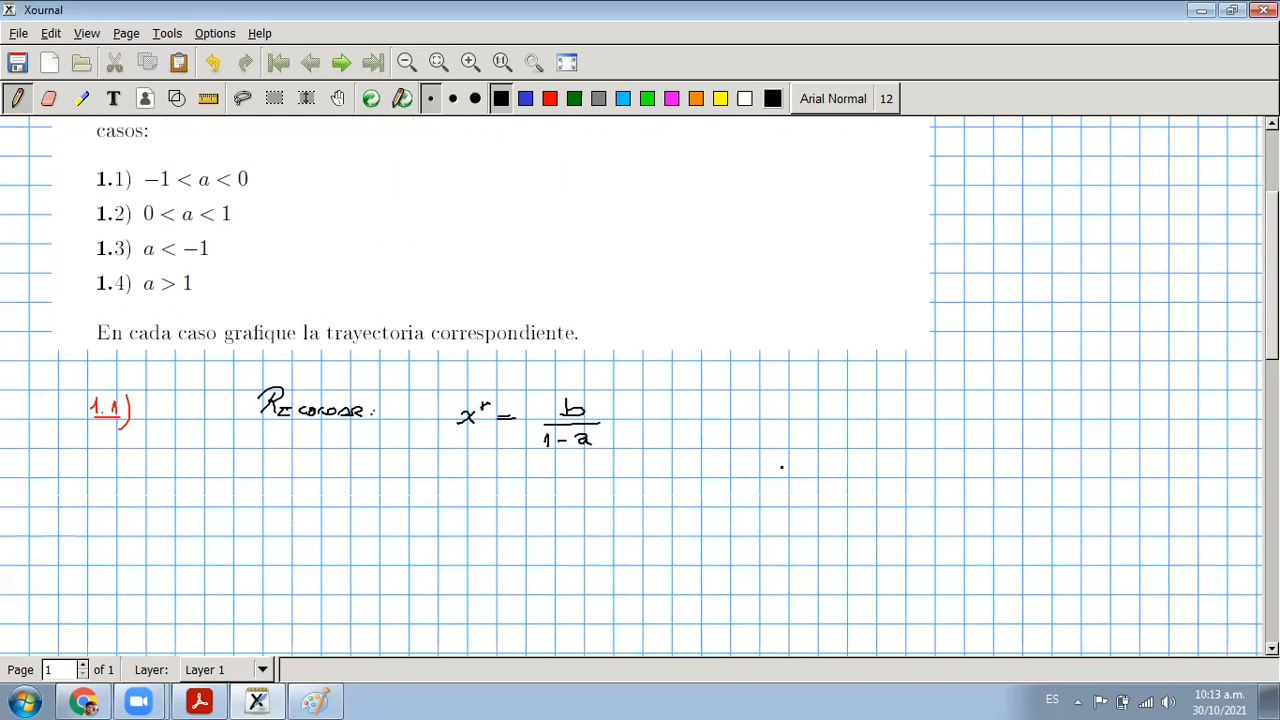 Xournal
File Edit View Page Tools Options Help
Arial Normal 12
casos:
1.1) −1 < a < 0
1.2) 0 < a < 1
1.3) a < −1
1.4) a > 1
En cada caso grafique la trayectoria correspondiente.
1.1) RECORDAR: x* = b / 1 - a
Page 1 of 1 Layer: Layer 1
ES 10:13 a.m.
30/10/2021